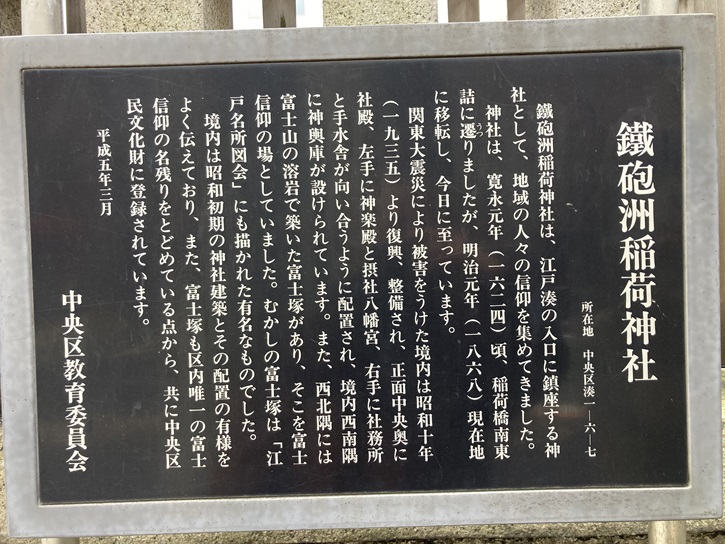 鐵砲洲稲荷神社
所在地 中央区湊一―六―七
鐵砲洲稲荷神社は、江戸湊の入口に鎮座する神
社として、地域の人々の信仰を集めてきました。
神社は、寛永元年（一六二四）頃、稲荷橋南東
詰に遷りましたが、明治元年（一八六八）現在地
うつ
に移転し、今日に至っています。
関東大震災により被害をうけた境内は昭和十年
（一九三五）より復興、整備され、正面中央奥に
社殿、左手に神楽殿と摂社八幡宮、右手に社務所
と手水舎が向い合うように配置され、境内西南隅
に神輿庫が設けられています。また、西北隅には
富士山の溶岩で築いた富士塚があり、そこを富士
信仰の場としていました。むかしの富士塚は「江
戸名所図会」にも描かれた有名なものでした。
境内は昭和初期の神社建築とその配置の有様を
よく伝えており、また、富士塚も区内唯一の富士
信仰の名残りをとどめている点から、共に中央区
民文化財に登録されています。
平成五年三月
中央区教育委員会